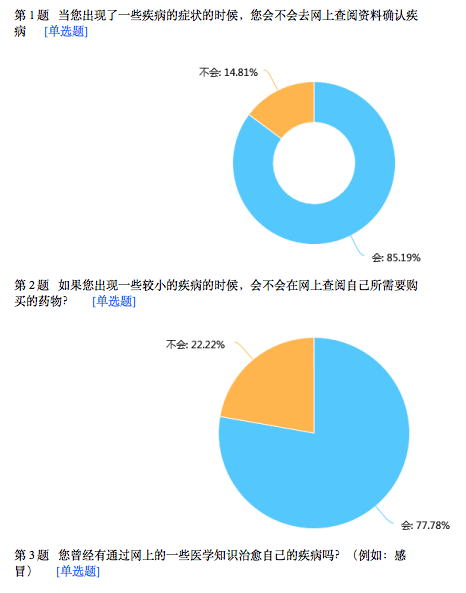 第1题 当您出现了一些疾病的症状的时候，您会不会去网上查阅资料确认疾
病 [单选题]
不会: 14.81%
会: 85.19%
第2题 如果您出现一些较小的疾病的时候，会不会在网上查阅自己所需要购
买的药物？ [单选题]
不会: 22.22%
会: 77.78%
第3题 您曾经有通过网上的一些医学知识治愈自己的疾病吗？（例如：感
冒） [单选题]